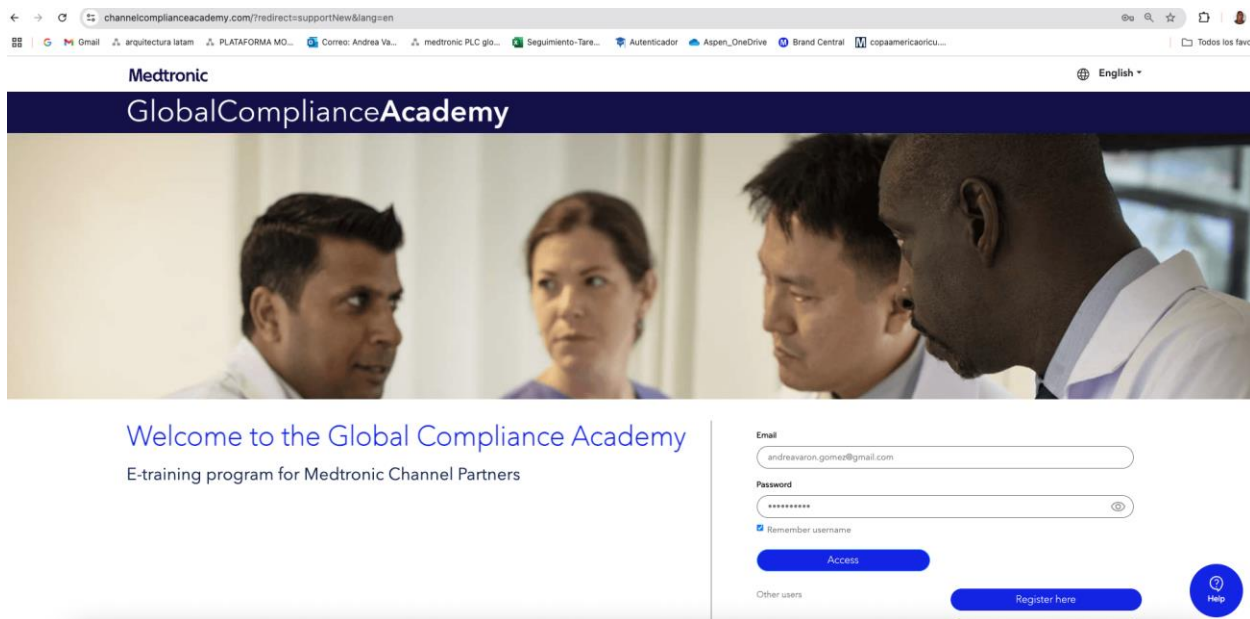 channelcomplianceacademy.com/?redirect=supportNew&lang=en
G Gmail arquitectura latam PLATAFORMA MO... Correo: Andrea Va... medtronic PLC glo... Seguimiento-Tare... Autenticador Aspen_OneDrive Brand Central copaamericaoricu.... Todos los favo
Medtronic English
GlobalComplianceAcademy
Welcome to the Global Compliance Academy
E-training program for Medtronic Channel Partners
Email
andreavaron.gomez@gmail.com
Password
**********
Remember username
Access
Other users Register here
Help